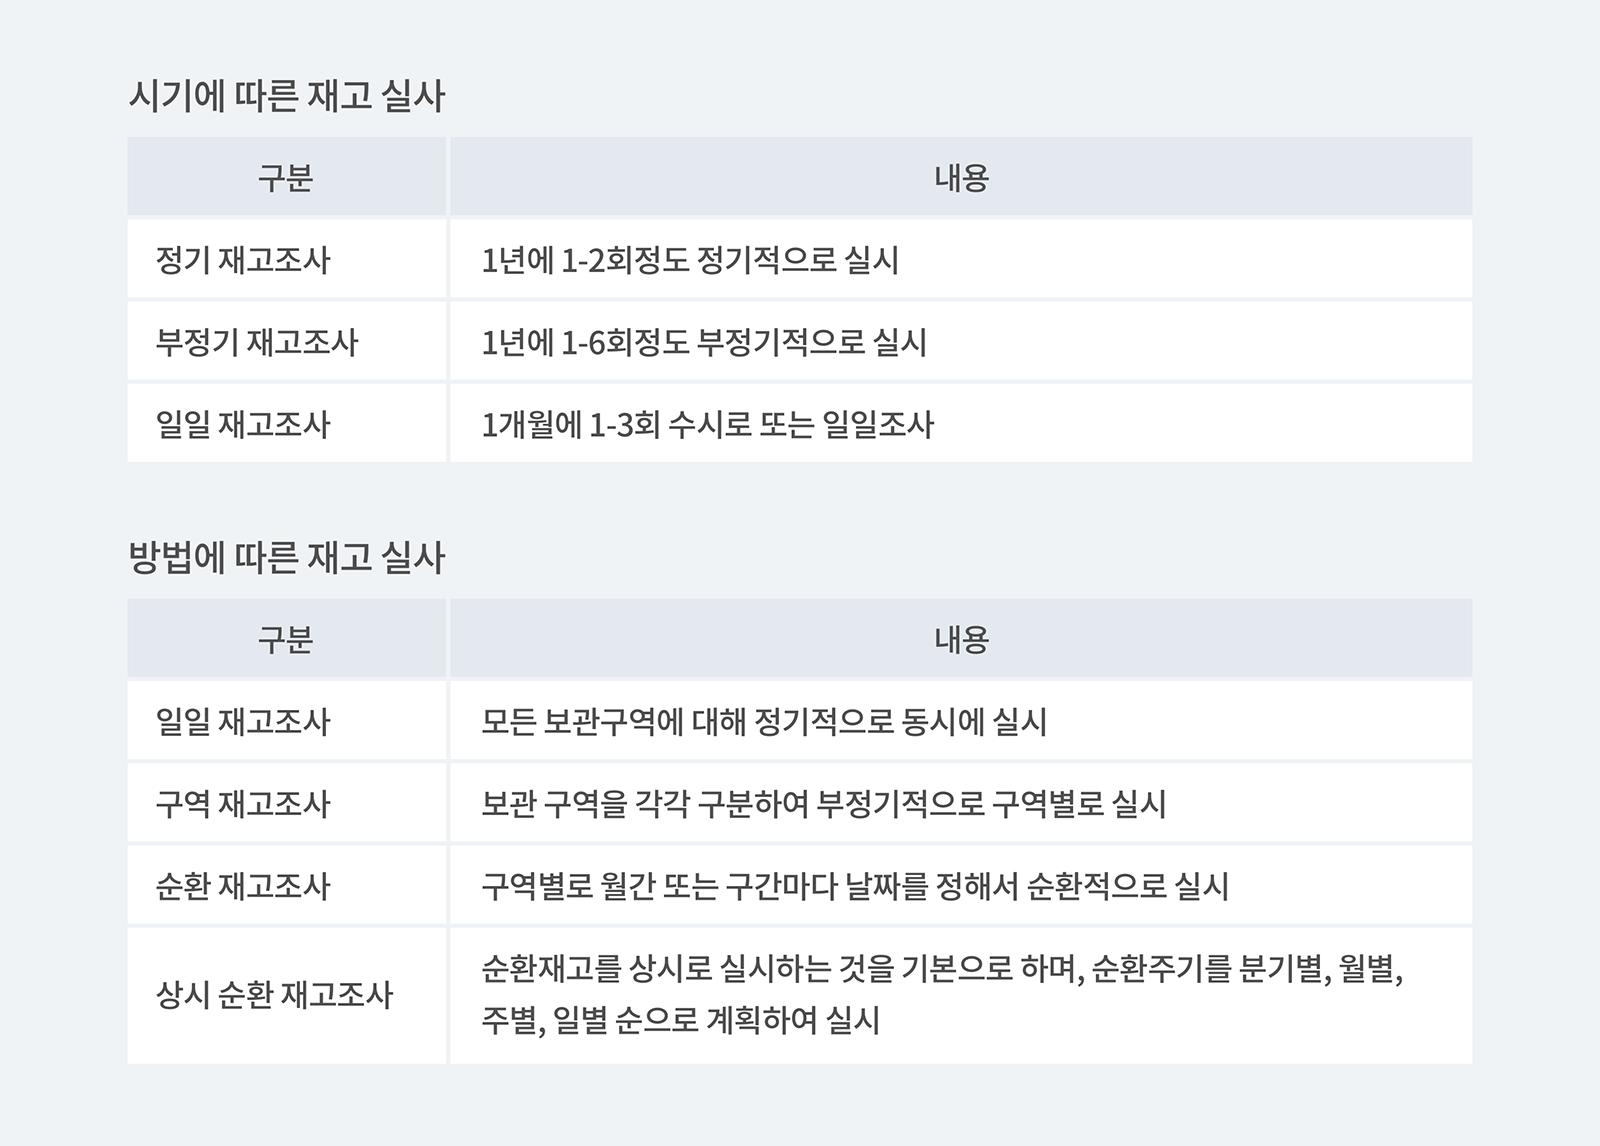 시기에 따른 재고 실사
구분 내용
정기 재고조사 1년에 1-2회정도 정기적으로 실시
부정기 재고조사 1년에 1-6회정도 부정기적으로 실시
일일 재고조사 1개월에 1-3회 수시로 또는 일일조사
방법에 따른 재고 실사
구분 내용
일일 재고조사 모든 보관구역에 대해 정기적으로 동시에 실시
구역 재고조사 보관 구역을 각각 구분하여 부정기적으로 구역별로 실시
순환 재고조사 구역별로 월간 또는 구간마다 날짜를 정해서 순환적으로 실시
상시 순환 재고조사 순환재고를 상시로 실시하는 것을 기본으로 하며, 순환주기를 분기별, 월별,
주별, 일별 순으로 계획하여 실시